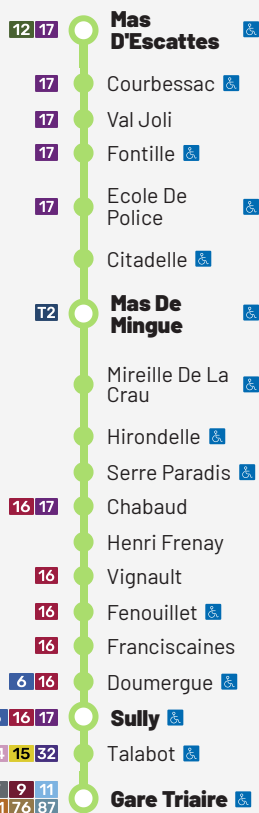 12 17 Mas
D'Escattes
17 Courbessac
17 Val Joli
17 Fontille
17 Ecole De
Police
Citadelle
T2 Mas De
Mingue
Mireille De La
Crau
Hirondelle
Serre Paradis
16 17 Chabaud
Henri Frenay
16 Vignault
16 Fenouillet
16 Franciscaines
6 16 Doumergue
16 17 Sully
15 32 Talabot
9 11
76 87 Gare Triaire